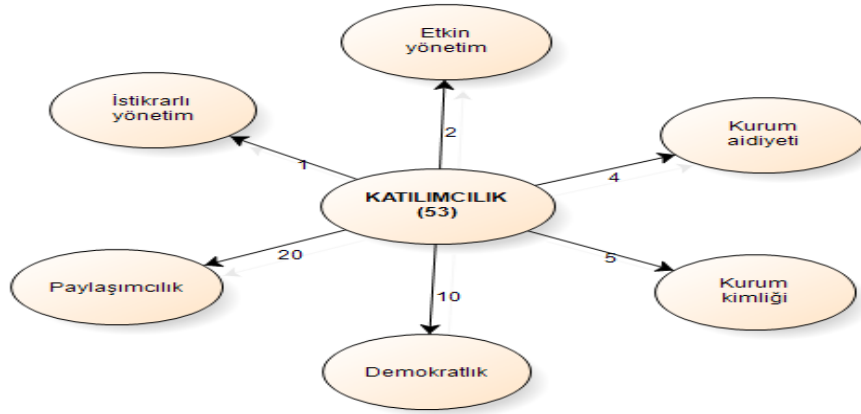 Etkin
yönetim
İstikrarlı
yönetim
2
Kurum
aidiyeti
1
4
KATILIMCILIK
(53)
20
5
Paylaşımcılık
10
Kurum
kimliği
Demokratlık